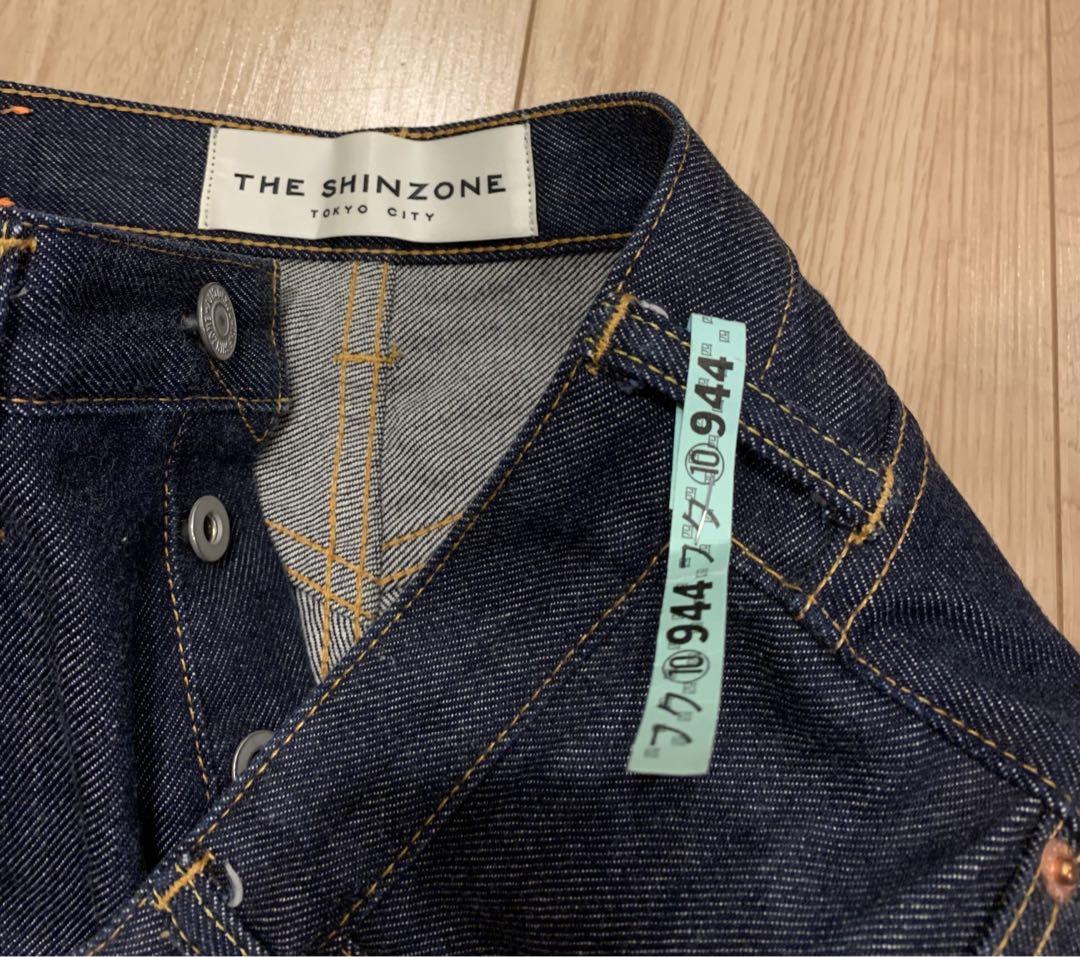 THE SHINZONE
TOKYO CITY
フク⑩944フク⑩944